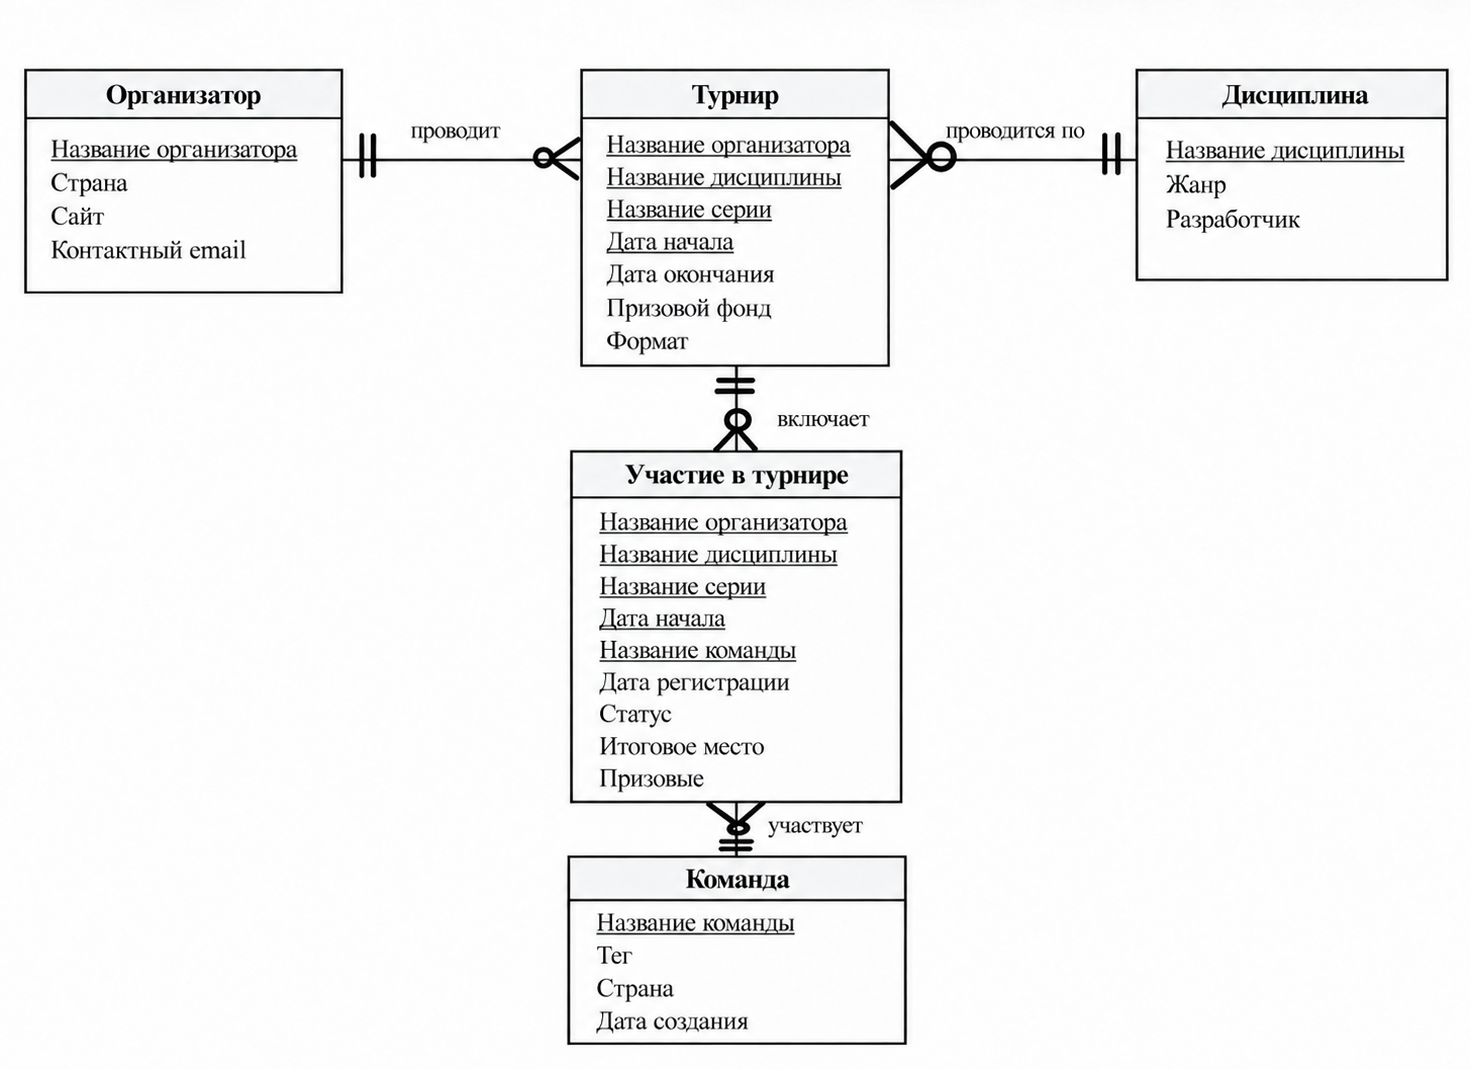 Организатор
Название организатора
Страна
Сайт
Контактный email
проводит
Турнир
Название организатора
Название дисциплины
Название серии
Дата начала
Дата окончания
Призовой фонд
Формат
проводится по
Дисциплина
Название дисциплины
Жанр
Разработчик
включает
Участие в турнире
Название организатора
Название дисциплины
Название серии
Дата начала
Название команды
Дата регистрации
Статус
Итоговое место
Призовые
участвует
Команда
Название команды
Тег
Страна
Дата создания